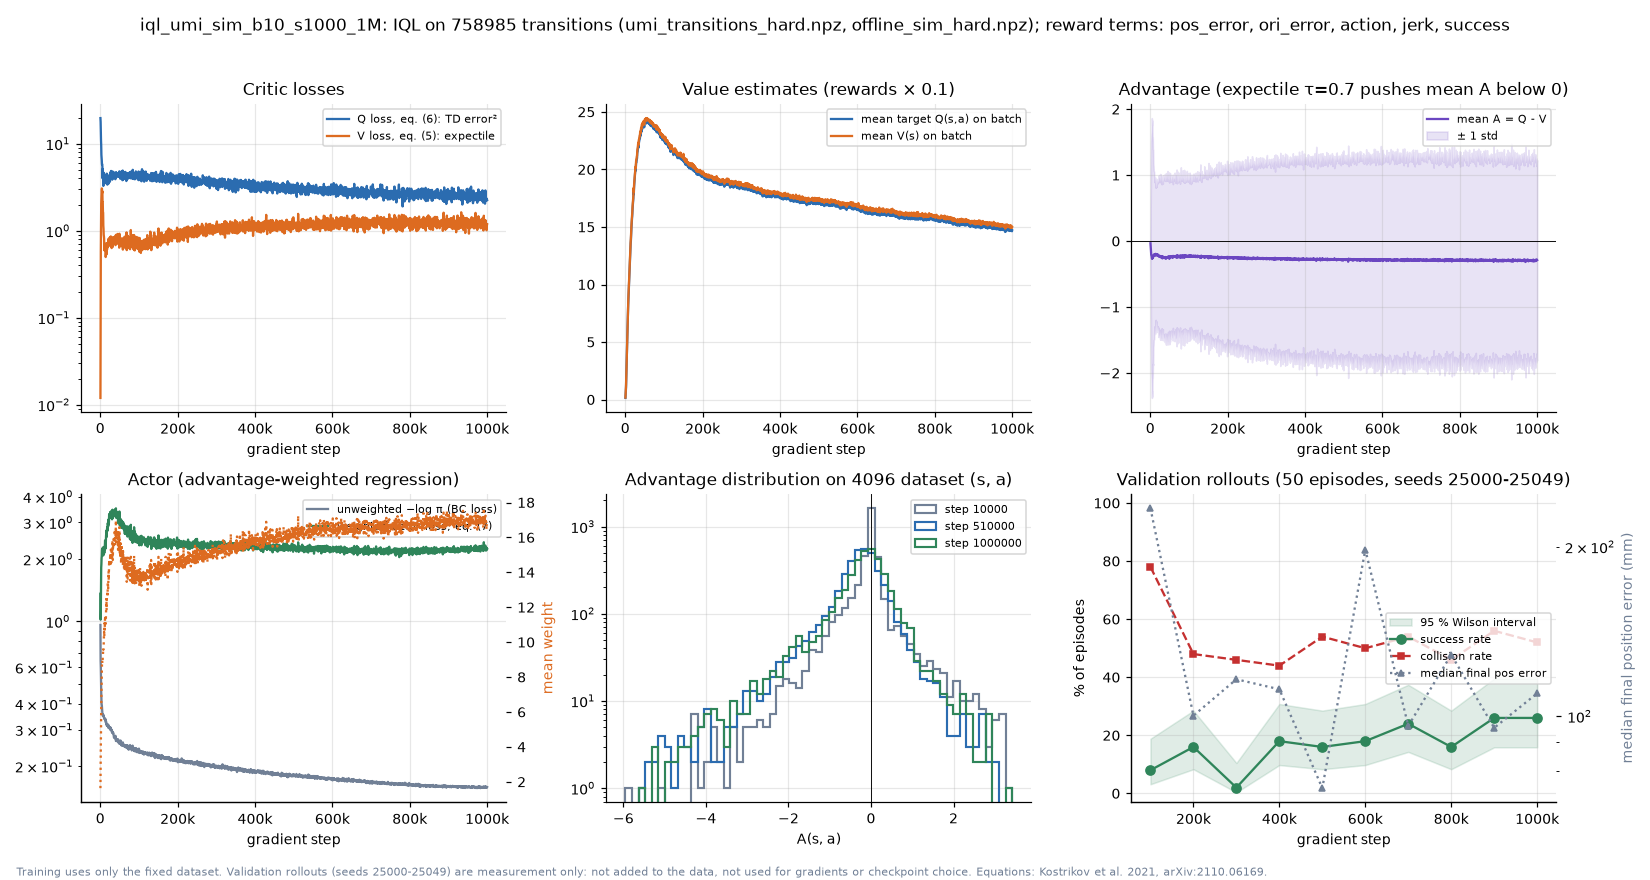 iql_umi_sim_b10_s1000_1M: IQL on 758985 transitions (umi_transitions_hard.npz, offline_sim_hard.npz); reward terms: pos_error, ori_error, action, jerk, success
Critic losses
Q loss, eq. (6): TD error²
V loss, eq. (5): expectile
10¹
10⁰
10⁻¹
10⁻²
0 200k 400k 600k 800k 1000k
gradient step
Value estimates (rewards × 0.1)
mean target Q(s,a) on batch
mean V(s) on batch
25
20
15
10
5
0
0 200k 400k 600k 800k 1000k
gradient step
Advantage (expectile τ=0.7 pushes mean A below 0)
mean A = Q - V
± 1 std
2
1
0
−1
−2
0 200k 400k 600k 800k 1000k
gradient step
Actor (advantage-weighted regression)
unweighted −log π (BC loss)
eq. (7)
4 × 10⁰
3 × 10⁰
2 × 10⁰
10⁰
6 × 10⁻¹
4 × 10⁻¹
3 × 10⁻¹
2 × 10⁻¹
18
16
14
12
10
8
6
4
2
mean weight
0 200k 400k 600k 800k 1000k
gradient step
Advantage distribution on 4096 dataset (s, a)
step 10000
step 510000
step 1000000
10³
10²
10¹
10⁰
−6 −4 −2 0 2
A(s, a)
Validation rollouts (50 episodes, seeds 25000-25049)
95 % Wilson interval
success rate
collision rate
median final pos error
% of episodes
100
80
60
40
20
0
2 × 10²
10²
median final position error (mm)
200k 400k 600k 800k 1000k
gradient step
Training uses only the fixed dataset. Validation rollouts (seeds 25000-25049) are measurement only: not added to the data, not used for gradients or checkpoint choice. Equations: Kostrikov et al. 2021, arXiv:2110.06169.